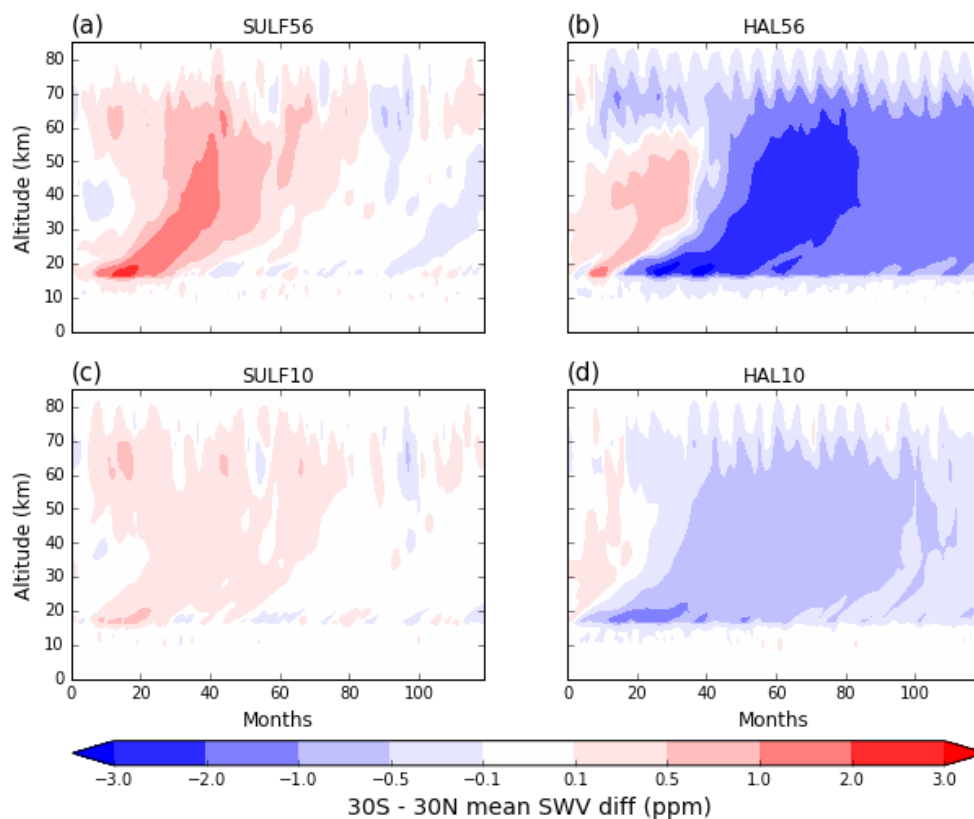 (a) SULF56
(b) HAL56
Altitude (km)
80
70
60
50
40
30
20
10
0
(c) SULF10
(d) HAL10
Altitude (km)
80
70
60
50
40
30
20
10
0
0 20 40 60 80 100
0 20 40 60 80 100
Months
Months
−3.0 −2.0 −1.0 −0.5 −0.1 0.1 0.5 1.0 2.0 3.0
30S - 30N mean SWV diff (ppm)